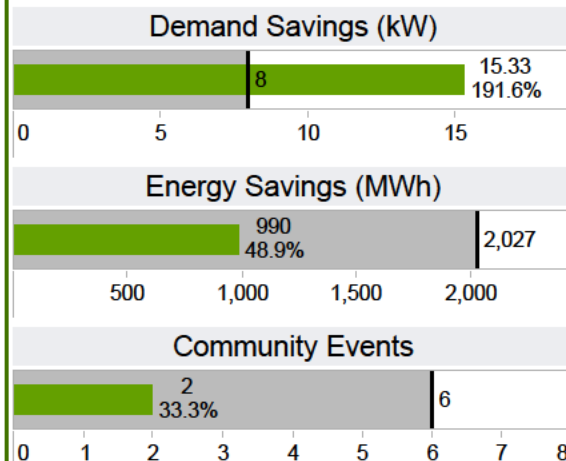 Demand Savings (kW)
8
15.33
191.6%
0 5 10 15
Energy Savings (MWh)
990
48.9%
2,027
500 1,000 1,500 2,000
Community Events
2
33.3%
6
0 1 2 3 4 5 6 7 8